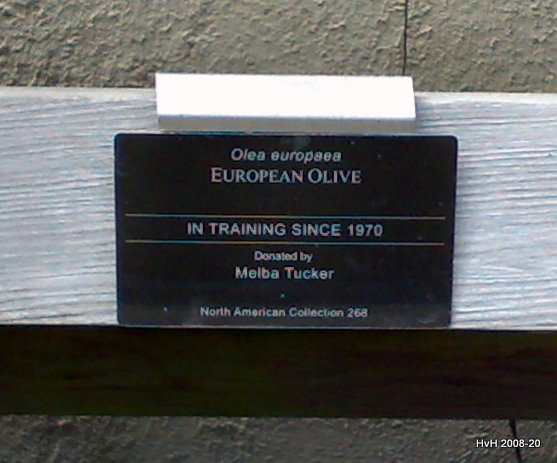 Olea europaea
EUROPEAN OLIVE
IN TRAINING SINCE 1970
Donated by
Melba Tucker
North American Collection 268
HvH 2008-20